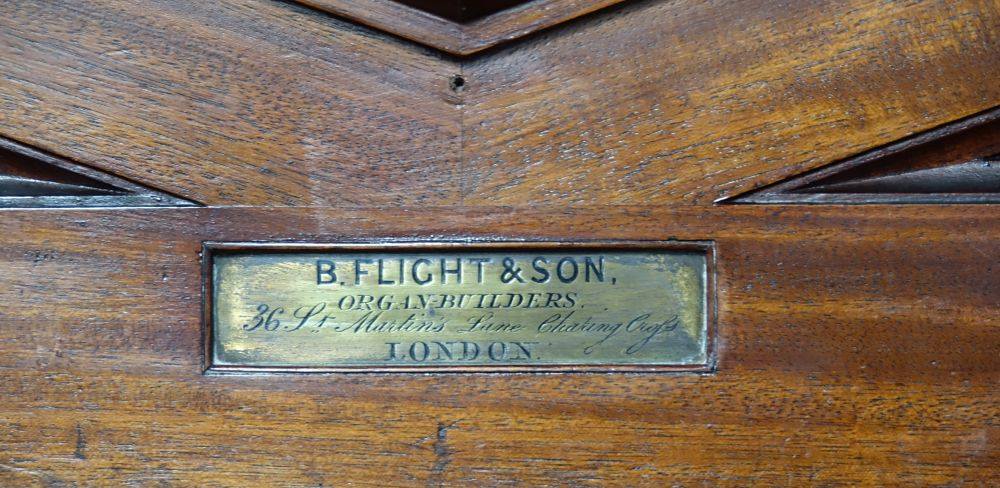 B. FLIGHT & SON,
ORGAN-BUILDERS.
36 St Martin's Lane Charing Croſs
LONDON.